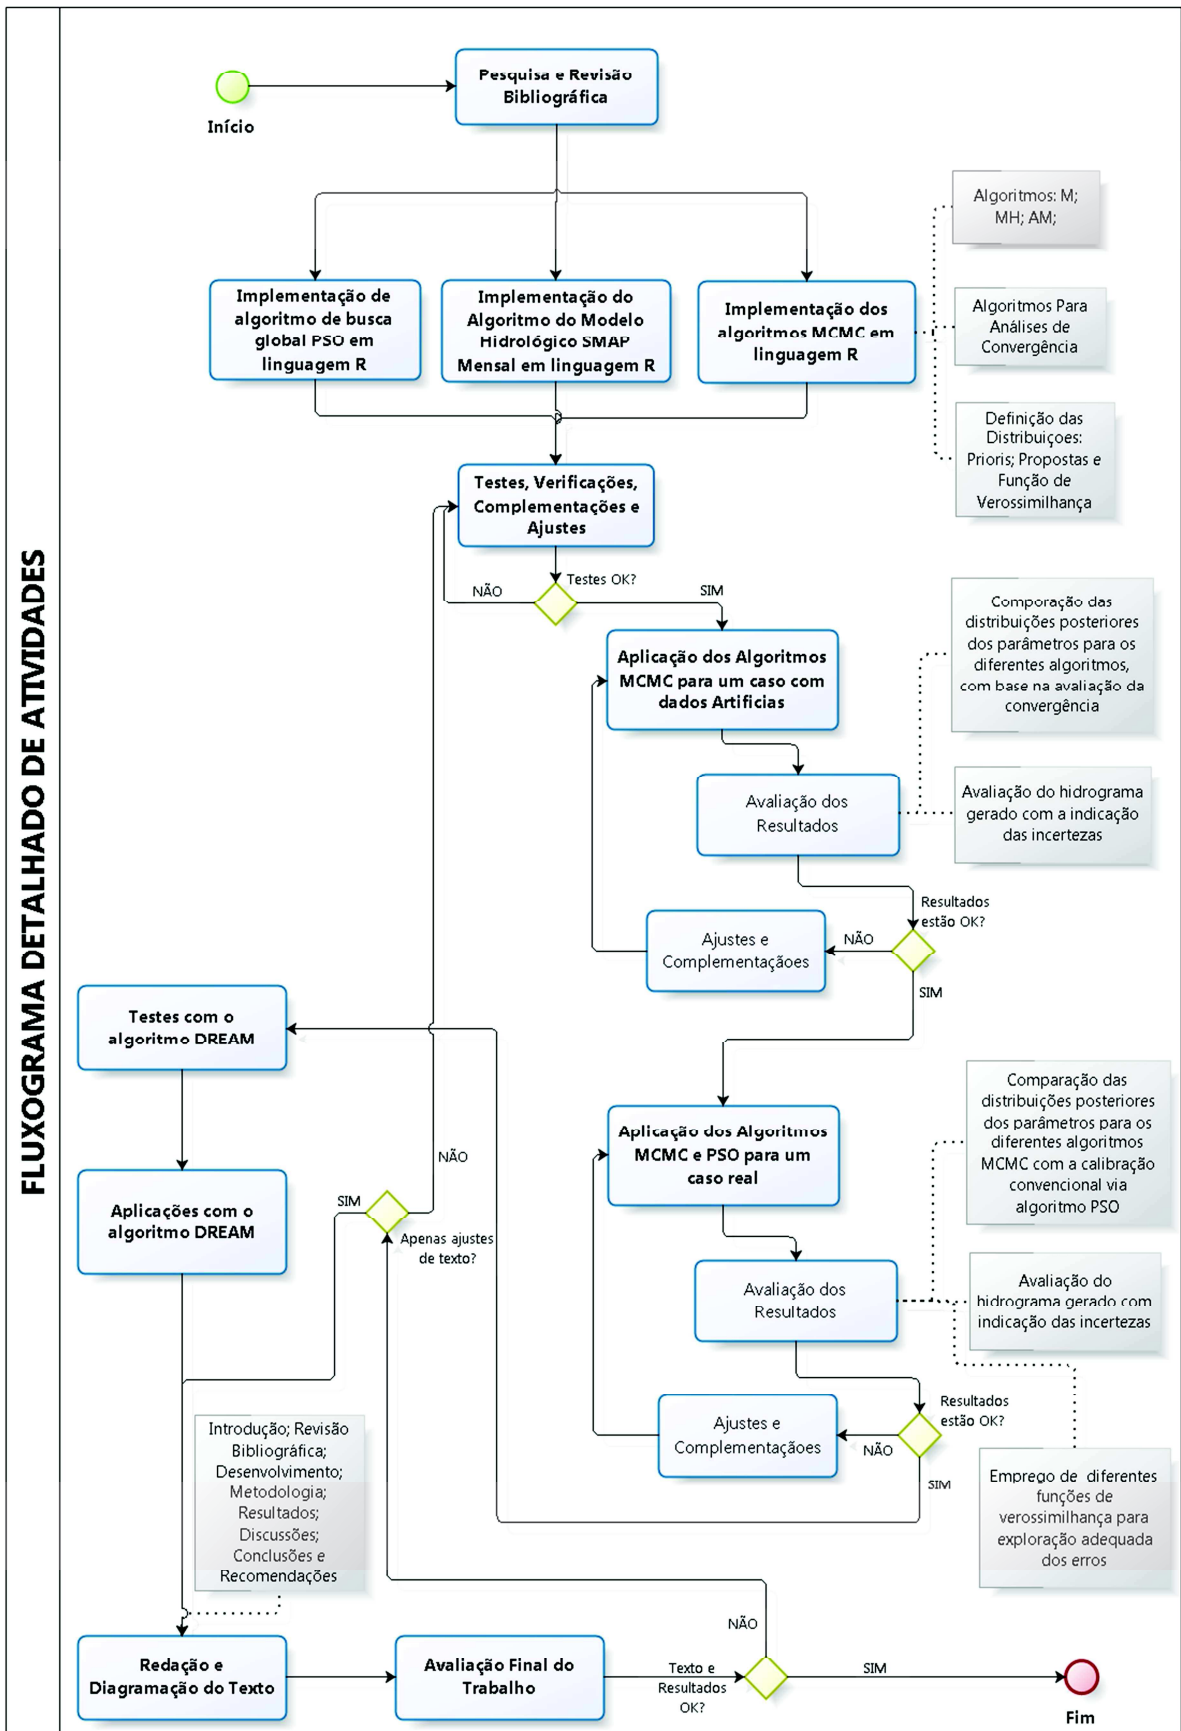 FLUXOGRAMA DETALHADO DE ATIVIDADES
Início
Pesquisa e Revisão
Bibliográfica
Algoritmos: M;
MH; AM;
Implementação de
algoritmo de busca
global PSO em
linguagem R
Implementação do
Algoritmo do Modelo
Hidrológico SMAP
Mensal em linguagem R
Implementação dos
algoritmos MCMC em
linguagem R
Algoritmos Para
Análises de
Convergência
Definição das
Distribuiçoes:
Prioris; Propostas e
Função de
Verossimilhança
Testes, Verificações,
Complementações e
Ajustes
Testes OK?
NÃO
SIM
Comporação das
distribuições posteriores
dos parâmetros para os
diferentes algoritmos,
com base na avaliação da
convergência
Aplicação dos Algoritmos
MCMC para um caso com
dados Artificias
Avaliação dos
Resultados
Avaliação do hidrograma
gerado com a indicação
das incertezas
Resultados
estão OK?
NÃO
Ajustes e
Complementaçãoes
SIM
Testes com o
algoritmo DREAM
Comparação das
distribuições posteriores
dos parâmetros para os
diferentes algoritmos
MCMC com a calibração
convencional via
algoritmo PSO
Aplicação dos Algoritmos
MCMC e PSO para um
caso real
NÃO
SIM
Aplicações com o
algoritmo DREAM
Apenas ajustes
de texto?
Avaliação dos
Resultados
Avaliação do
hidrograma gerado com
indicação das incertezas
Resultados
estão OK?
Ajustes e
Complementaçãoes
NÃO
SIM
Introdução; Revisão
Bibliográfica;
Desenvolvimento;
Metodologia;
Resultados;
Discussões;
Conclusões e
Recomendações
Emprego de diferentes
funções de
verossimilhança para
exploração adequada
dos erros
NÃO
Redação e
Diagramação do Texto
Avaliação Final do
Trabalho
Texto e
Resultados
OK?
SIM
Fim